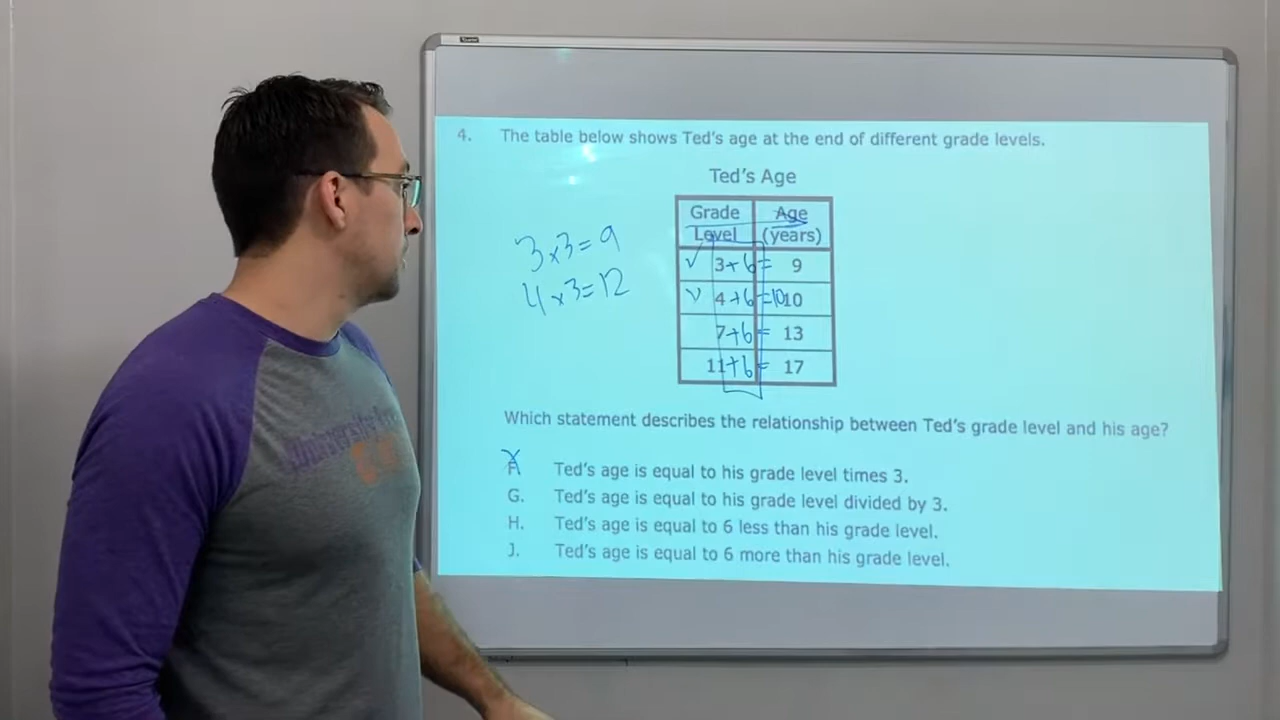 4. The table below shows Ted's age at the end of different grade levels.
Ted's Age
Grade Level Age (years)
3+6= 9
4+6 =10 10
7+6= 13
11+6= 17
3x3=9
4x3=12
Which statement describes the relationship between Ted's grade level and his age?
F. Ted's age is equal to his grade level times 3.
G. Ted's age is equal to his grade level divided by 3.
H. Ted's age is equal to 6 less than his grade level.
J. Ted's age is equal to 6 more than his grade level.
University